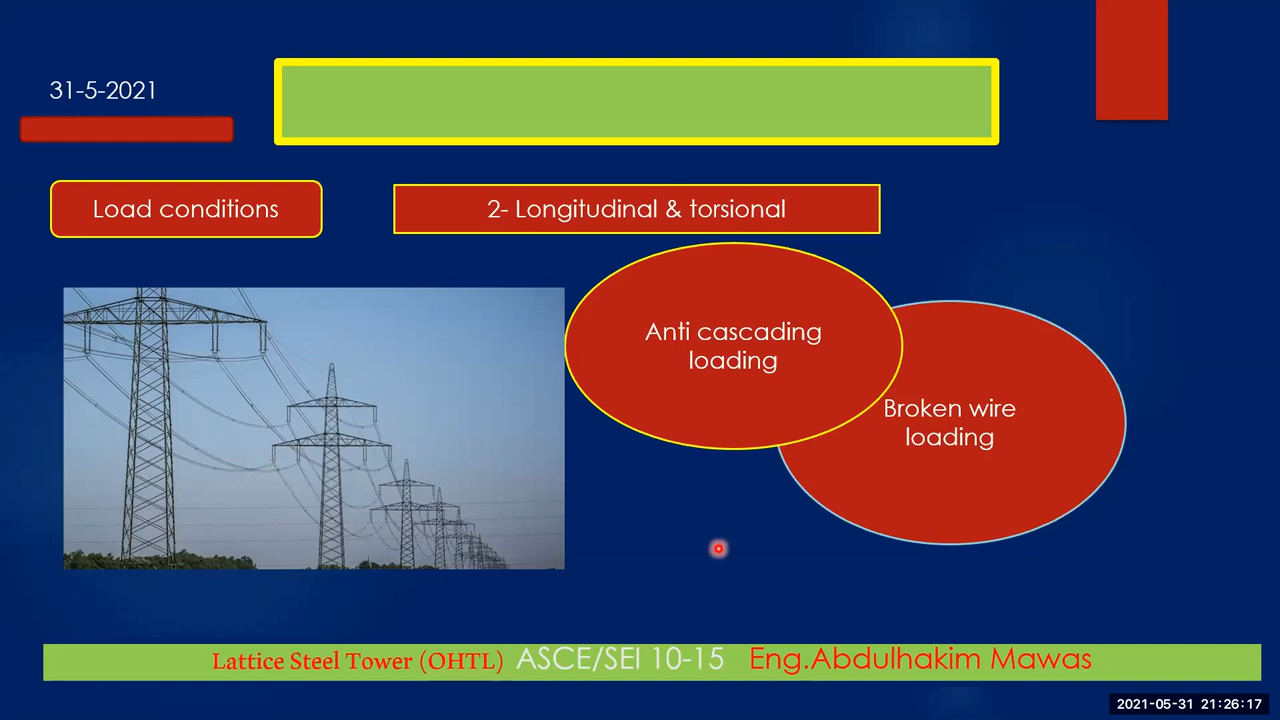 31-5-2021
Load conditions
2- Longitudinal & torsional
Anti cascading
loading
Broken wire
loading
Lattice Steel Tower (OHTL) ASCE/SEI 10-15 Eng.Abdulhakim Mawas
2021-05-31 21:26:17